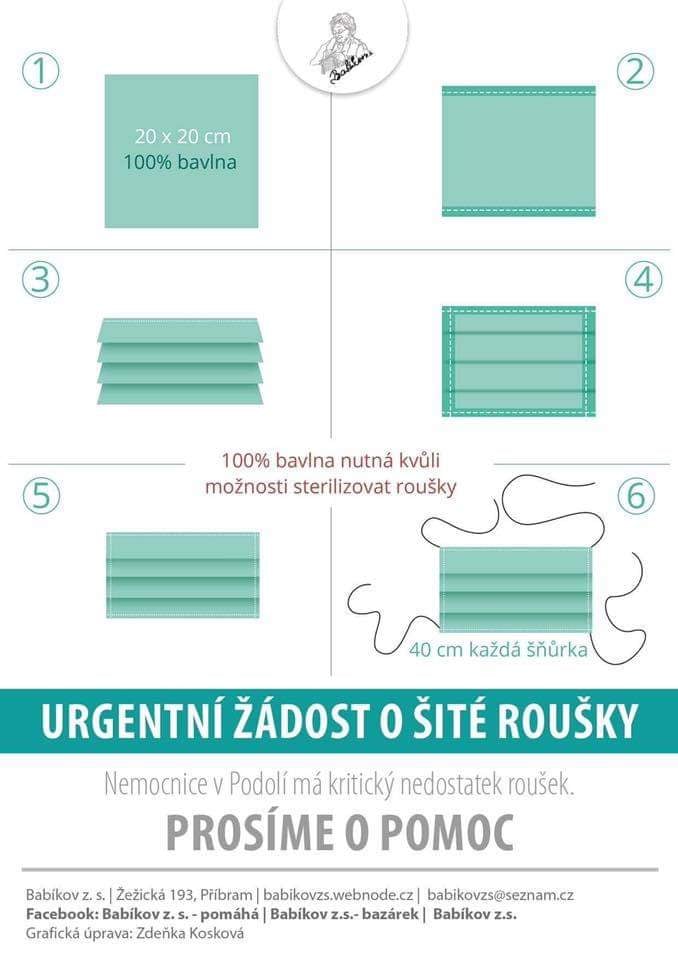 Babíkov
1
2
20 x 20 cm
100% bavlna
3
4
100% bavlna nutná kvůli
možnosti sterilizovat roušky
5
6
40 cm každá šňůrka
URGENTNÍ ŽÁDOST O ŠITÉ ROUŠKY
Nemocnice v Podolí má kritický nedostatek roušek.
PROSÍME O POMOC
Babíkov z. s. | Žežická 193, Příbram | babikovzs.webnode.cz | babikovzs@seznam.cz
Facebook: Babíkov z. s. - pomáhá | Babíkov z.s.- bazárek | Babíkov z.s.
Grafická úprava: Zdeňka Kosková